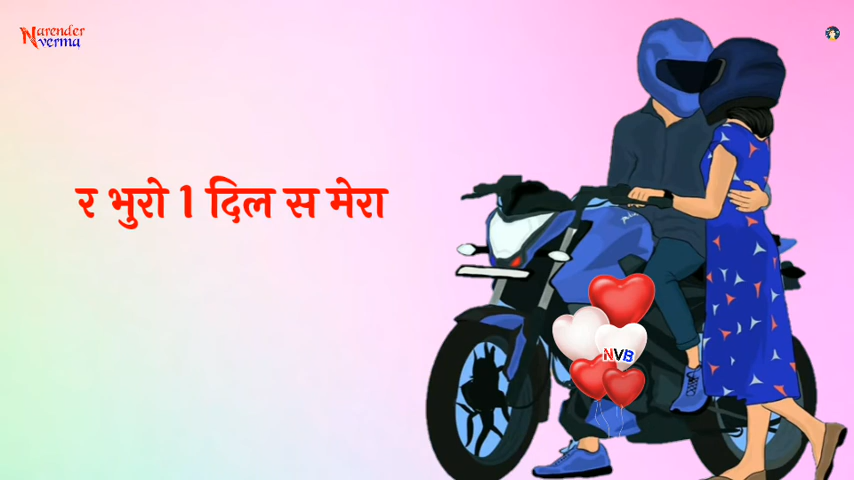 Narender
verma
र भुरो 1 दिल स मेरा
NVB